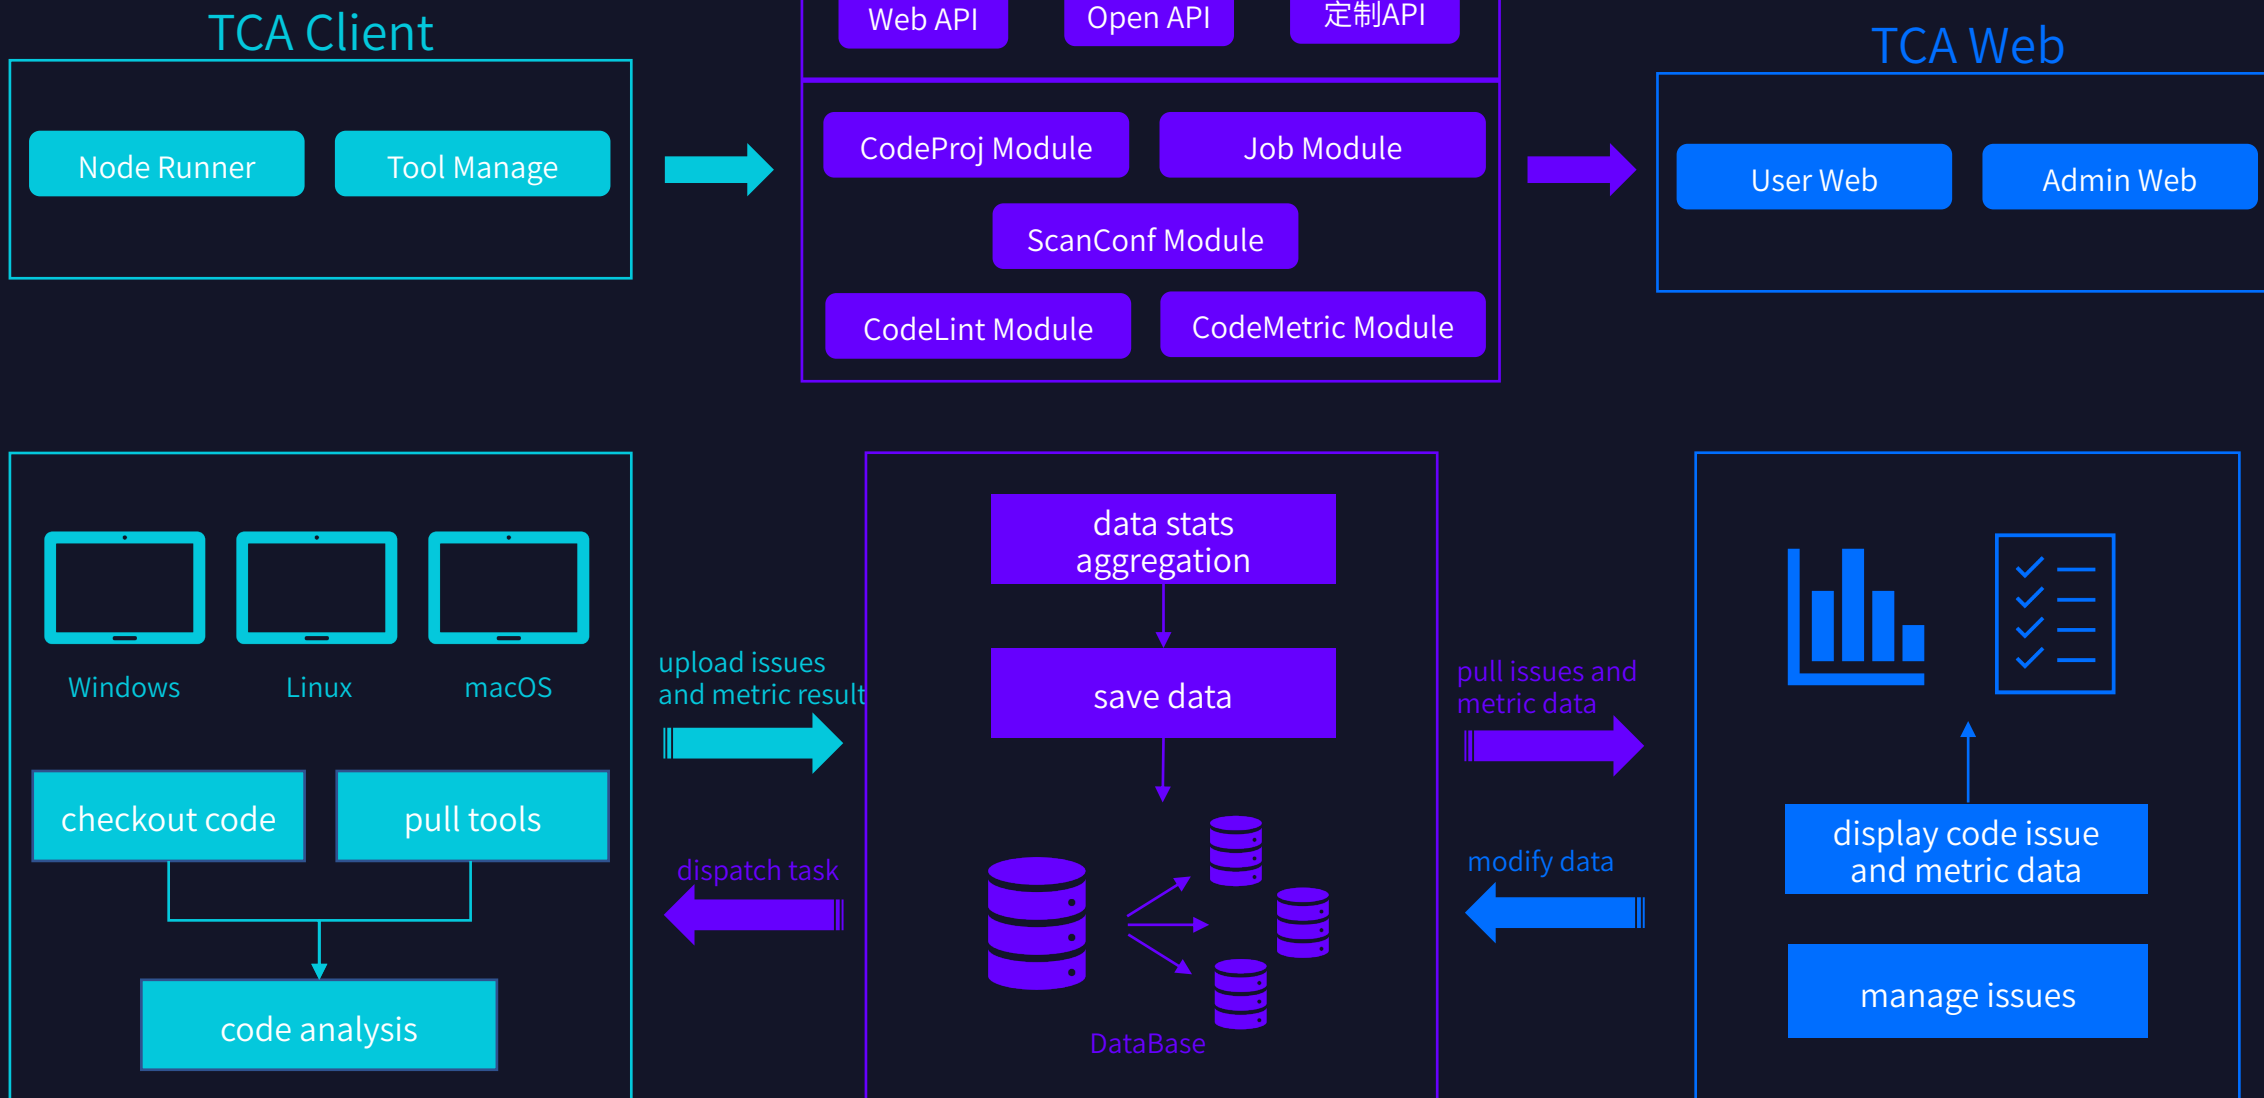 TCA Client
Node Runner
Tool Manage
Web API
Open API
定制API
CodeProj Module
Job Module
ScanConf Module
CodeLint Module
CodeMetric Module
TCA Web
User Web
Admin Web
Windows
Linux
macOS
checkout code
pull tools
code analysis
upload issues
and metric result
dispatch task
data stats
aggregation
save data
DataBase
pull issues and
metric data
modify data
display code issue
and metric data
manage issues